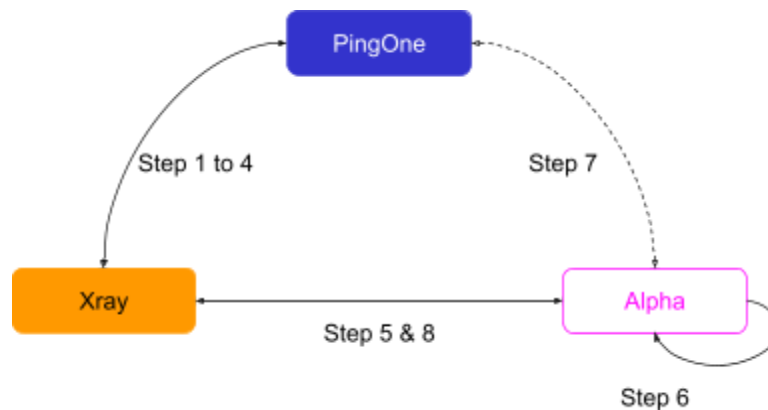 PingOne
Step 1 to 4
Step 7
Xray
Alpha
Step 5 & 8
Step 6